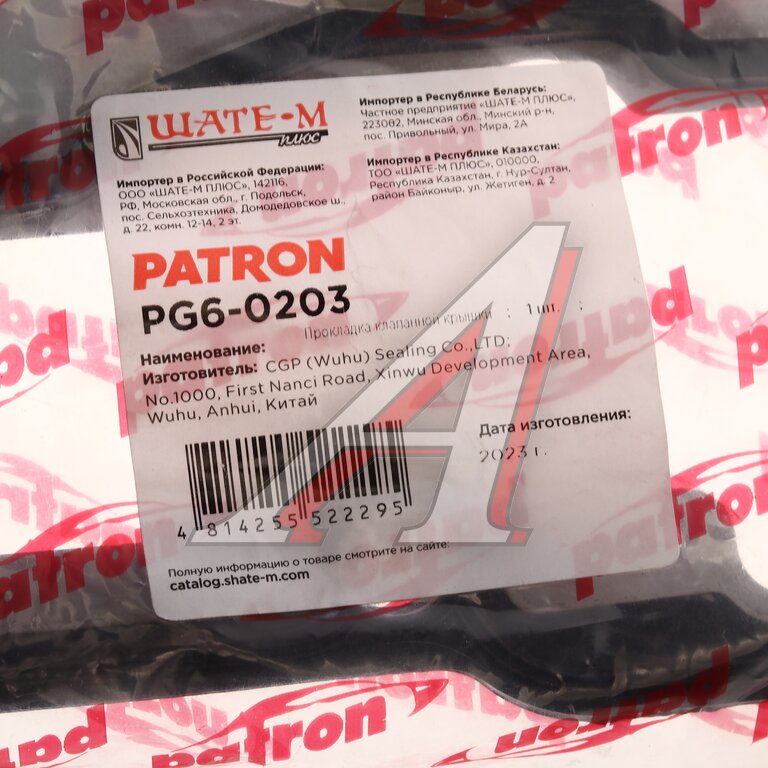 patron
patron
ШАТЕ-М
плюс
Импортер в Российской Федерации:
ООО «ШАТЕ-М ПЛЮС», 142116,
РФ, Московская обл., г. Подольск,
пос. Сельхозтехника, Домодедовское ш.,
д. 22, комн. 12-14, 2 эт.
Импортер в Республике Беларусь:
Частное предприятие «ШАТЕ-М ПЛЮС»,
223062, Минская обл., Минский р-н,
пос. Привольный, ул. Мира, 2А
Импортер в Республике Казахстан:
ТОО «ШАТЕ-М ПЛЮС», 010000,
Республика Казахстан, г. Нур-Султан,
район Байконыр, ул. Жетиген, д. 2
PATRON
PG6-0203
Прокладка клапанной крышки : 1 шт. ;
Наименование:
Изготовитель: CGP (Wuhu) Sealing Co.,LTD;
No.1000, First Nanci Road, Xinwu Development Area,
Wuhu, Anhui, Китай
Дата изготовления:
2023 г.
4 814255 522295
Полную информацию о товаре смотрите на сайте:
catalog.shate-m.com
patron
patron
patron
patron
patron